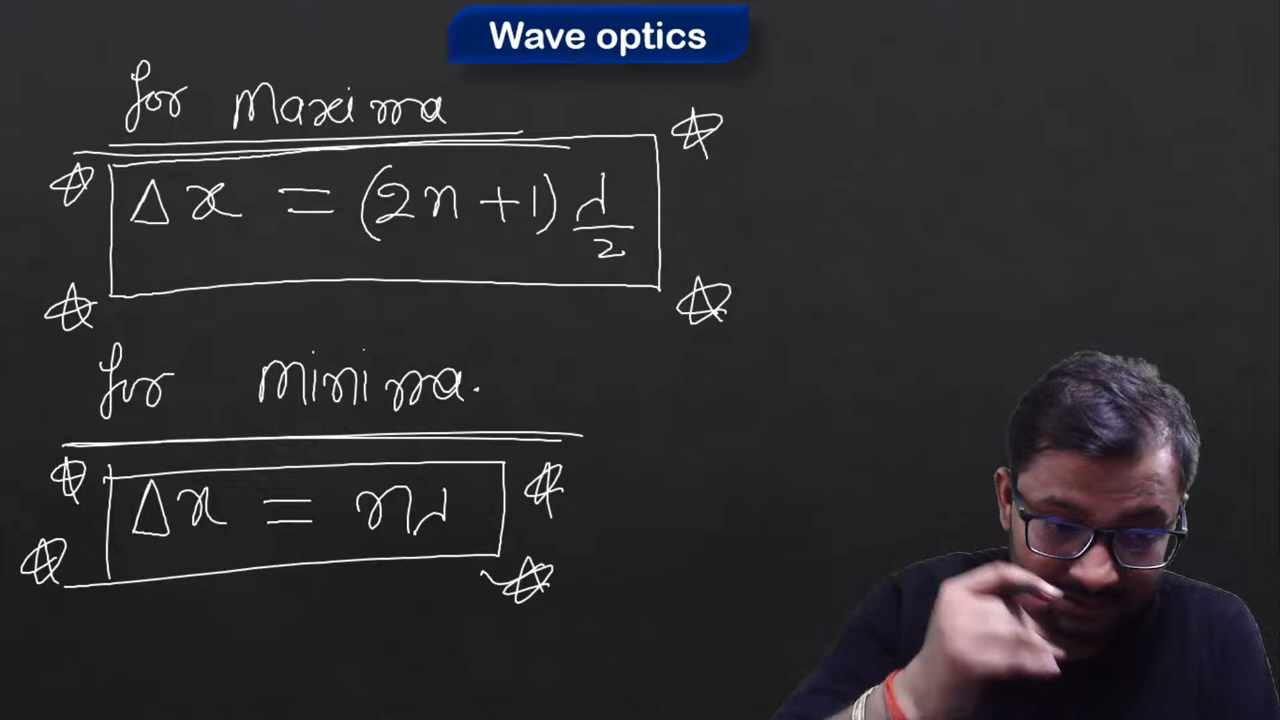 Wave optics
for Maxima
Δx = (2n+1) λ/2
for minima.
Δx = nλ